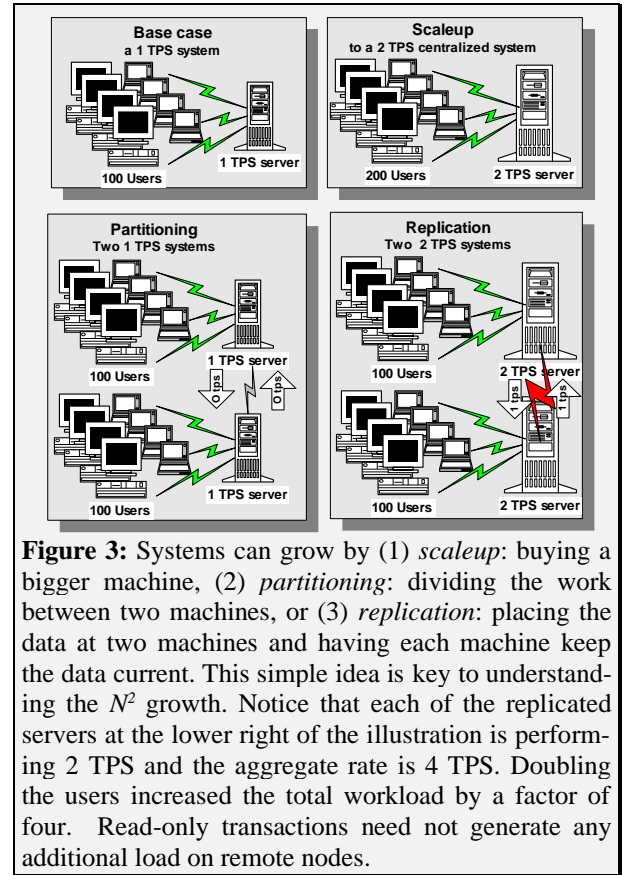 Base case
a 1 TPS system
100 Users
1 TPS server
Scaleup
to a 2 TPS centralized system
200 Users
2 TPS server
Partitioning
Two 1 TPS systems
1 TPS server
100 Users
O tps
O tps
1 TPS server
100 Users
Replication
Two 2 TPS systems
2 TPS server
100 Users
1 tps
1 tps
100 Users
2 TPS server
Figure 3: Systems can grow by (1) scaleup: buying a
bigger machine, (2) partitioning: dividing the work
between two machines, or (3) replication: placing the
data at two machines and having each machine keep
the data current. This simple idea is key to understand-
ing the N² growth. Notice that each of the replicated
servers at the lower right of the illustration is perform-
ing 2 TPS and the aggregate rate is 4 TPS. Doubling
the users increased the total workload by a factor of
four. Read-only transactions need not generate any
additional load on remote nodes.